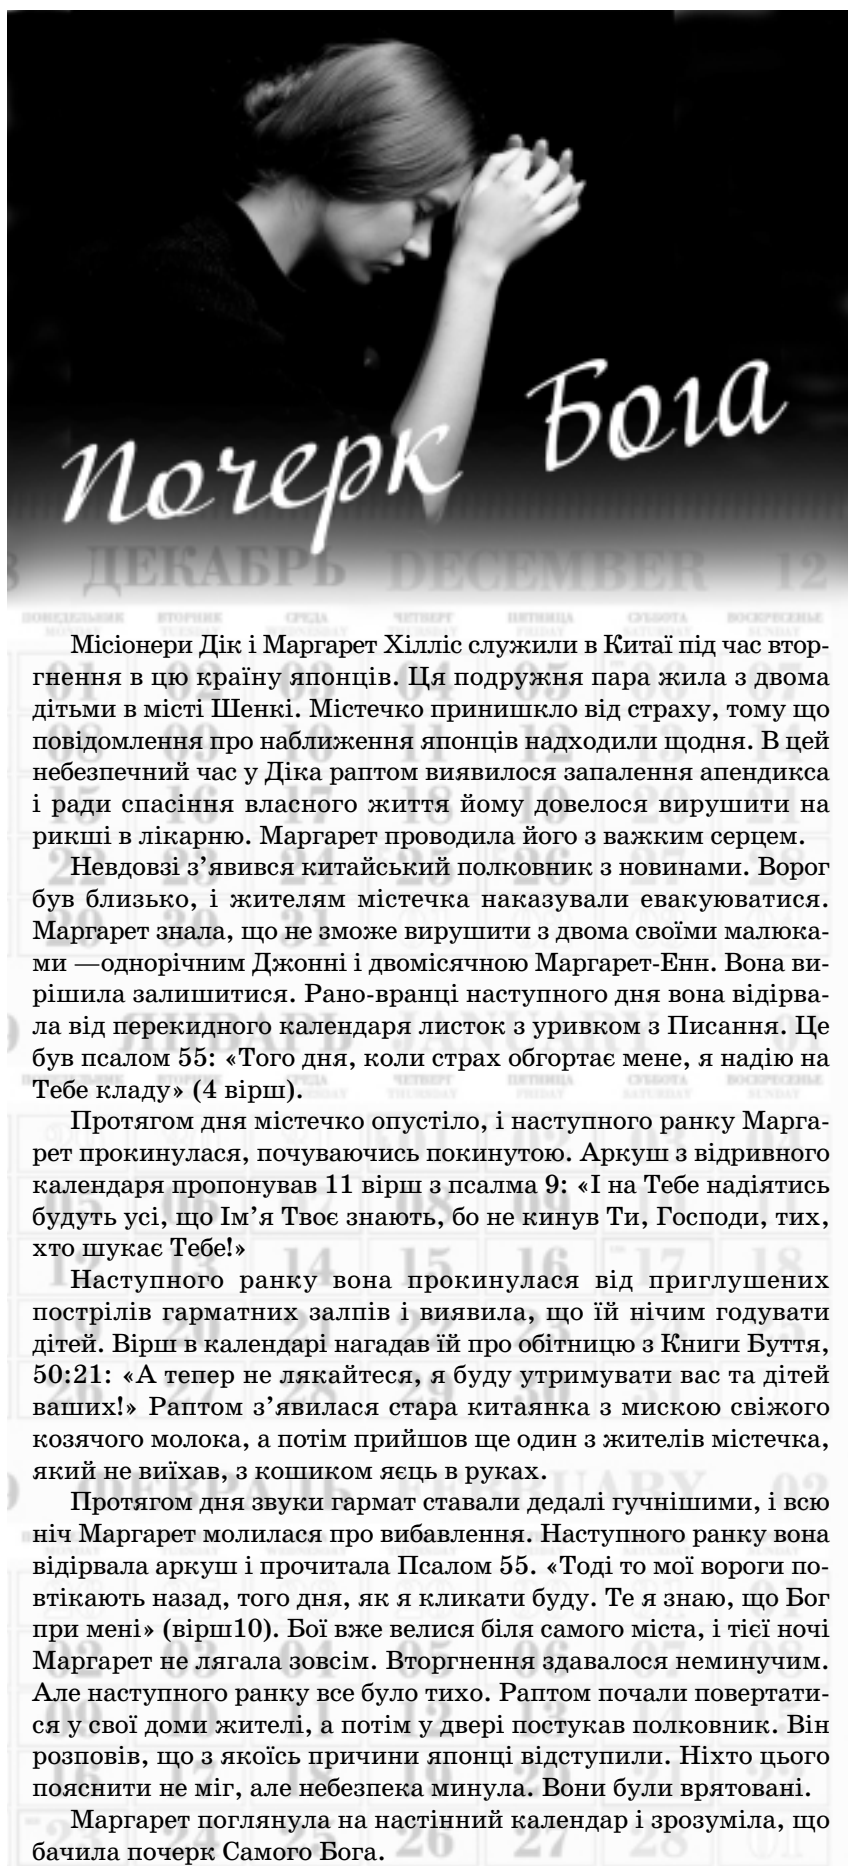 Почерк Бога
ДЕКАБРЬ DECEMBER 12
Місіонери Дік і Маргарет Хілліс служили в Китаї під час втор-
гнення в цю країну японців. Ця подружня пара жила з двома
дітьми в місті Шенкі. Містечко принишкло від страху, тому що
повідомлення про наближення японців надходили щодня. В цей
небезпечний час у Діка раптом виявилося запалення апендикса
і ради спасіння власного життя йому довелося вирушити на
рикші в лікарню. Маргарет проводила його з важким серцем.
Невдовзі з’явився китайський полковник з новинами. Ворог
був близько, і жителям містечка наказували евакуюватися.
Маргарет знала, що не зможе вирушити з двома своїми малюка-
ми —однорічним Джонні і двомісячною Маргарет-Енн. Вона ви-
рішила залишитися. Рано-вранці наступного дня вона відірва-
ла від перекидного календаря листок з уривком з Писання. Це
був псалом 55: «Того дня, коли страх обгортає мене, я надію на
Тебе кладу» (4 вірш).
Протягом дня містечко опустіло, і наступного ранку Марга-
рет прокинулася, почуваючись покинутою. Аркуш з відривного
календаря пропонував 11 вірш з псалма 9: «І на Тебе надіятись
будуть усі, що Ім’я Твоє знають, бо не кинув Ти, Господи, тих,
хто шукає Тебе!»
Наступного ранку вона прокинулася від приглушених
пострілів гарматних залпів і виявила, що їй нічим годувати
дітей. Вірш в календарі нагадав їй про обітницю з Книги Буття,
50:21: «А тепер не лякайтеся, я буду утримувати вас та дітей
ваших!» Раптом з’явилася стара китаянка з мискою свіжого
козячого молока, а потім прийшов ще один з жителів містечка,
який не виїхав, з кошиком яєць в руках.
Протягом дня звуки гармат ставали дедалі гучнішими, і всю
ніч Маргарет молилася про вибавлення. Наступного ранку вона
відірвала аркуш і прочитала Псалом 55. «Тоді то мої вороги по-
втікають назад, того дня, як я кликати буду. Те я знаю, що Бог
при мені» (вірш10). Бої вже велися біля самого міста, і тієї ночі
Маргарет не лягала зовсім. Вторгнення здавалося неминучим.
Але наступного ранку все було тихо. Раптом почали повертати-
ся у свої доми жителі, а потім у двері постукав полковник. Він
розповів, що з якоїсь причини японці відступили. Ніхто цього
пояснити не міг, але небезпека минула. Вони були врятовані.
Маргарет поглянула на настінний календар і зрозуміла, що
бачила почерк Самого Бога.